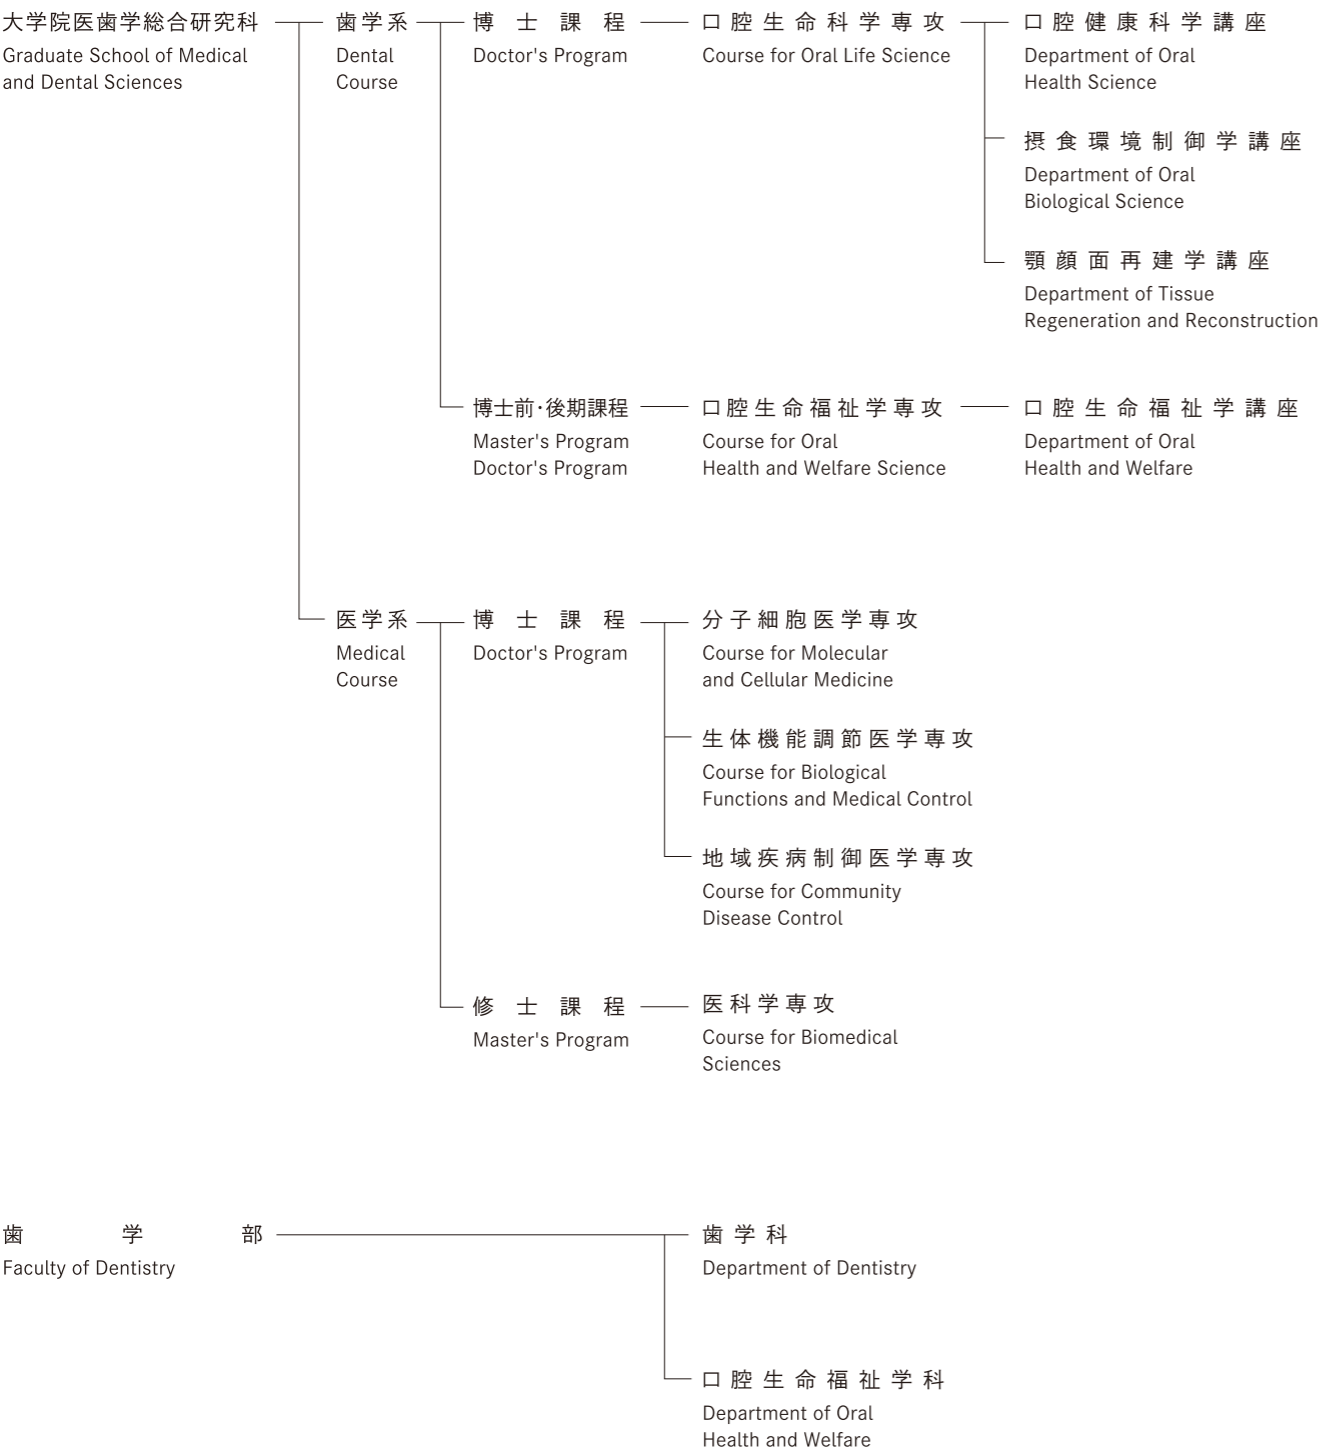 大学院医歯学総合研究科
Graduate School of Medical
and Dental Sciences
歯学系
Dental
Course
博士課程
Doctor's Program
口腔生命科学専攻
Course for Oral Life Science
口腔健康科学講座
Department of Oral
Health Science
摂食環境制御学講座
Department of Oral
Biological Science
顎顔面再建学講座
Department of Tissue
Regeneration and Reconstruction
博士前・後期課程
Master's Program
Doctor's Program
口腔生命福祉学専攻
Course for Oral
Health and Welfare Science
口腔生命福祉学講座
Department of Oral
Health and Welfare
医学系
Medical
Course
博士課程
Doctor's Program
分子細胞医学専攻
Course for Molecular
and Cellular Medicine
生体機能調節医学専攻
Course for Biological
Functions and Medical Control
地域疾病制御医学専攻
Course for Community
Disease Control
修士課程
Master's Program
医科学専攻
Course for Biomedical
Sciences
歯学部
Faculty of Dentistry
歯学科
Department of Dentistry
口腔生命福祉学科
Department of Oral
Health and Welfare